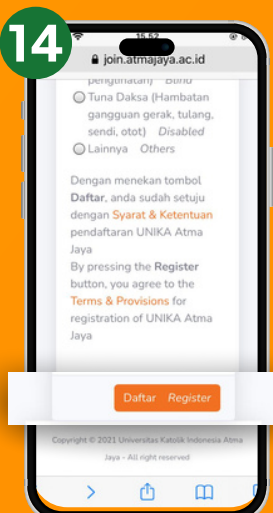 14
15.52
join.atmajaya.ac.id
penglihatan) Blind
Tuna Daksa (Hambatan
gangguan gerak, tulang,
sendi, otot) Disabled
Lainnya Others
Dengan menekan tombol
Daftar, anda sudah setuju
dengan Syarat & Ketentuan
pendaftaran UNIKA Atma
Jaya
By pressing the Register
button, you agree to the
Terms & Provisions for
registration of UNIKA Atma
Jaya
Daftar Register
Copyright © 2021 Universitas Katolik Indonesia Atma
Jaya - All right reserved